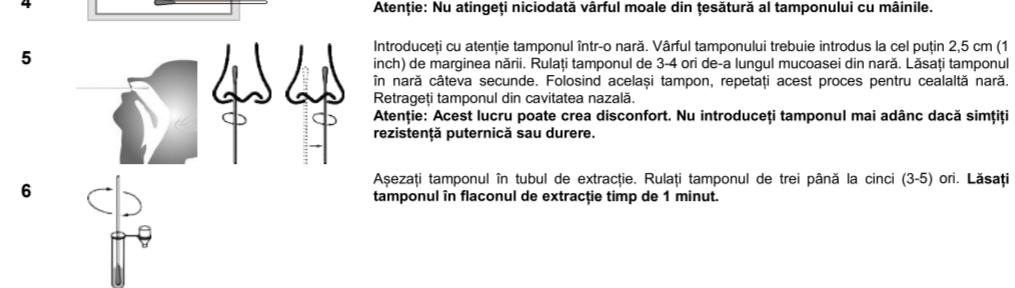 4
Atenție: Nu atingeți niciodată vârful moale din țesătură al tamponului cu mâinile.
5
Introduceți cu atenție tamponul într-o nară. Vârful tamponului trebuie introdus la cel puțin 2,5 cm (1
inch) de marginea nării. Rulați tamponul de 3-4 ori de-a lungul mucoasei din nară. Lăsați tamponul
în nară câteva secunde. Folosind același tampon, repetați acest proces pentru cealaltă nară.
Retrageți tamponul din cavitatea nazală.
Atenție: Acest lucru poate crea disconfort. Nu introduceți tamponul mai adânc dacă simțiți
rezistență puternică sau durere.
6
Așezați tamponul în tubul de extracție. Rulați tamponul de trei până la cinci (3-5) ori. Lăsați
tamponul în flaconul de extracție timp de 1 minut.